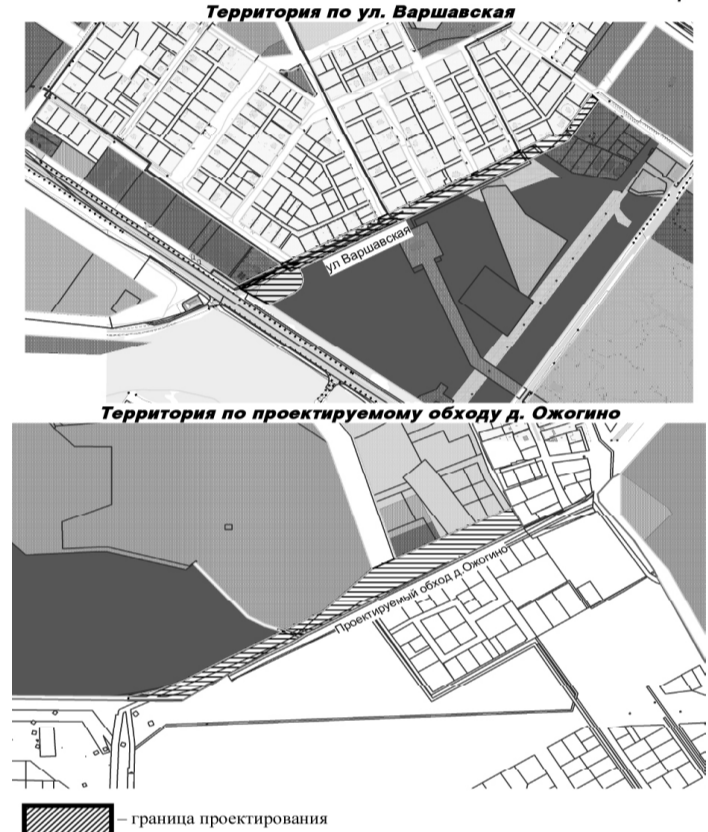 Территория по ул. Варшавская
ул Варшавская
Территория по проектируемому обходу д. Ожогино
Проектируемый обход д.Ожогино
– граница проектирования